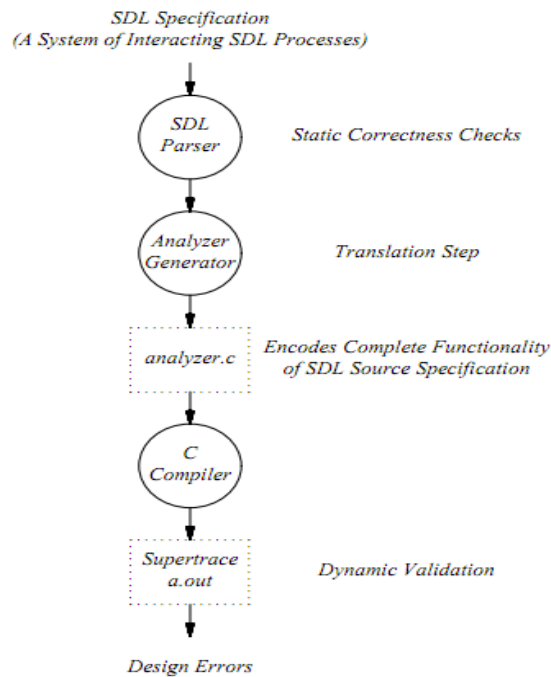 SDL Specification
(A System of Interacting SDL Processes)
SDL
Parser
Static Correctness Checks
Analyzer
Generator
Translation Step
analyzer.c
Encodes Complete Functionality
of SDL Source Specification
C
Compiler
Supertrace
a.out
Dynamic Validation
Design Errors